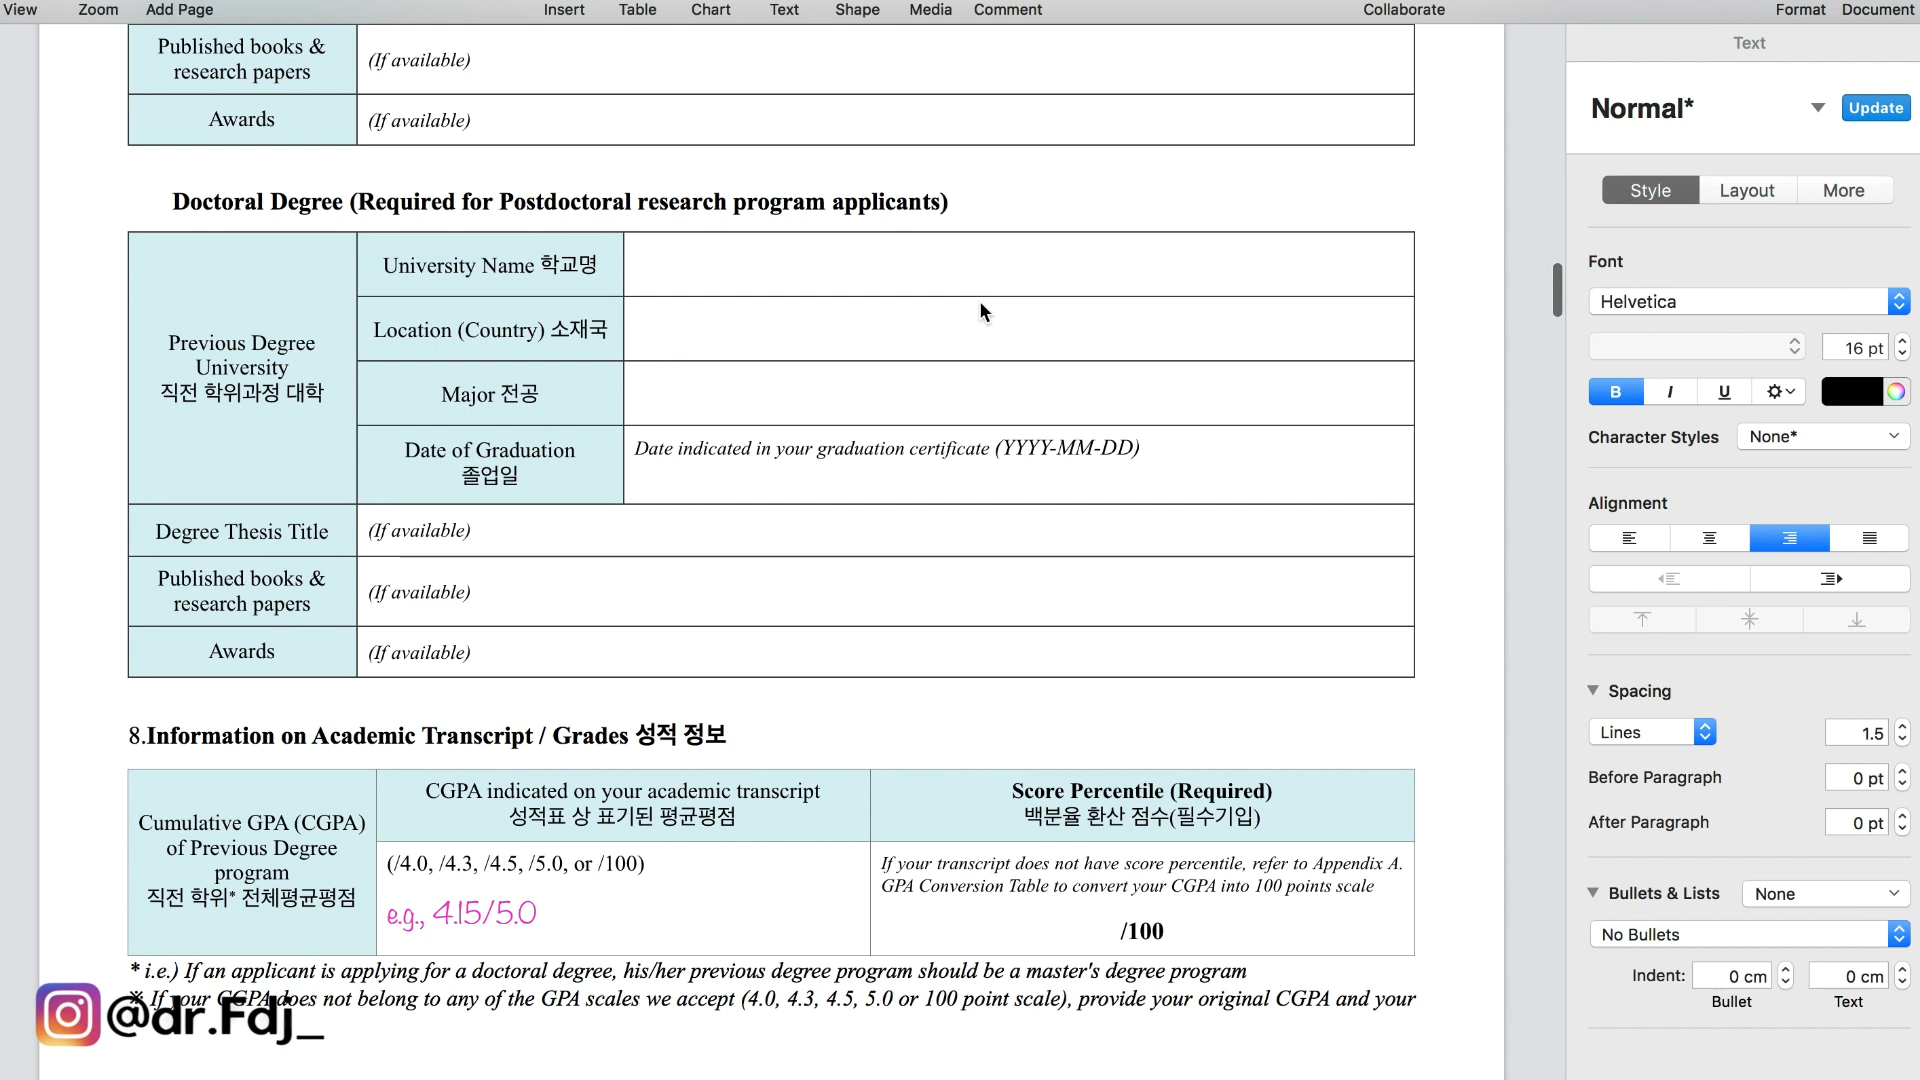 View Zoom Add Page Insert Table Chart Text Shape Media Comment Collaborate Format Document
Published books &
research papers
(If available)
Awards
(If available)
Doctoral Degree (Required for Postdoctoral research program applicants)
Previous Degree
University
직전 학위과정 대학
University Name 학교명
Location (Country) 소재국
Major 전공
Date of Graduation
졸업일
Date indicated in your graduation certificate (YYYY-MM-DD)
Degree Thesis Title
(If available)
Published books &
research papers
(If available)
Awards
(If available)
8.Information on Academic Transcript / Grades 성적 정보
Cumulative GPA (CGPA)
of Previous Degree
program
직전 학위* 전체평균평점
CGPA indicated on your academic transcript
성적표 상 표기된 평균평점
Score Percentile (Required)
백분율 환산 점수(필수기입)
(/4.0, /4.3, /4.5, /5.0, or /100)
e.g., 4.15/5.0
If your transcript does not have score percentile, refer to Appendix A.
GPA Conversion Table to convert your CGPA into 100 points scale
/100
* i.e.) If an applicant is applying for a doctoral degree, his/her previous degree program should be a master's degree program
※ If your CGPA does not belong to any of the GPA scales we accept (4.0, 4.3, 4.5, 5.0 or 100 point scale), provide your original CGPA and your
@dr.Fdj_
Text
Normal*
Update
Style Layout More
Font
Helvetica
16 pt
B I U
Character Styles None*
Alignment
Spacing
Lines 1.5
Before Paragraph 0 pt
After Paragraph 0 pt
Bullets & Lists None
No Bullets
Indent: 0 cm 0 cm
Bullet Text